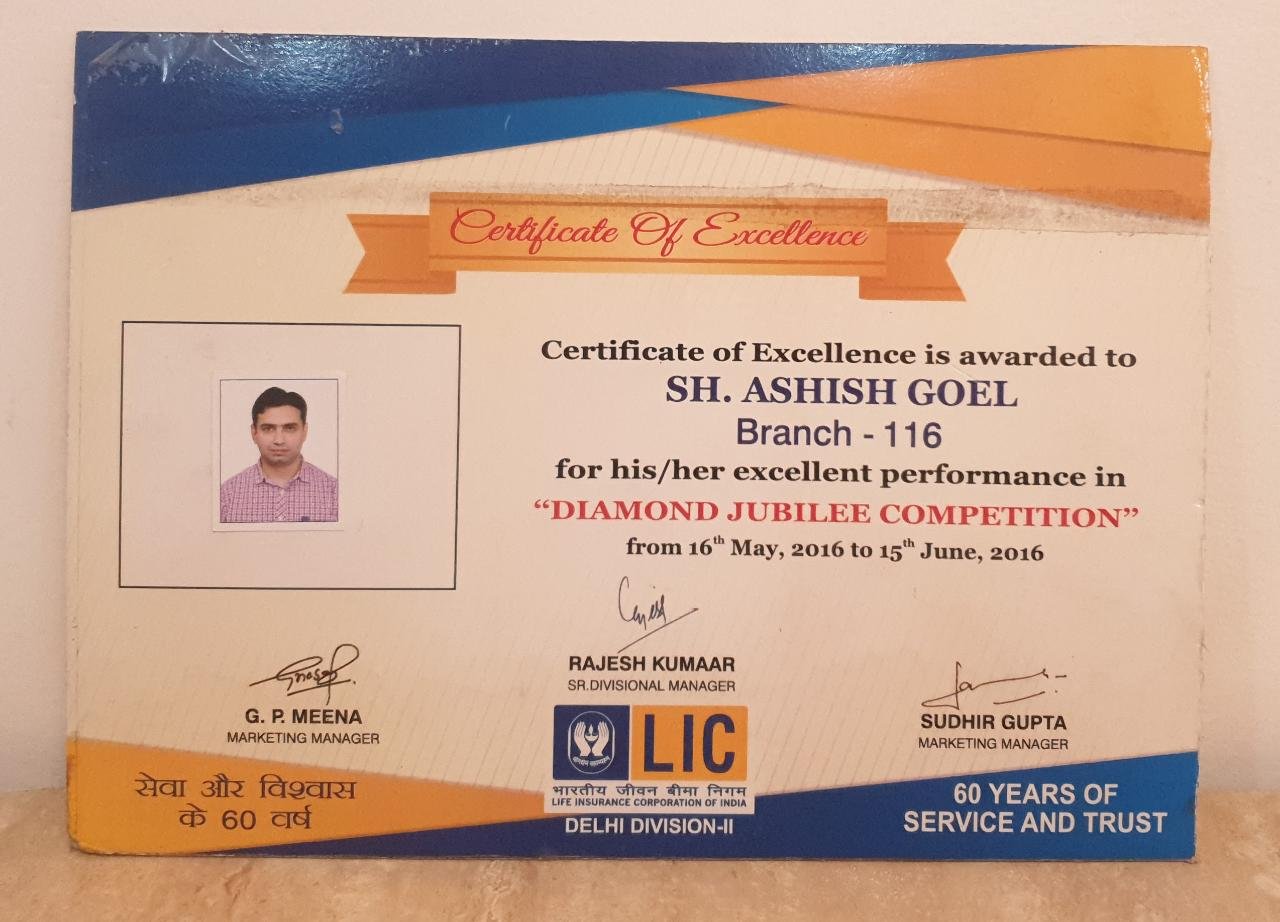 Certificate Of Excellence
Certificate of Excellence is awarded to
SH. ASHISH GOEL
Branch - 116
for his/her excellent performance in
“DIAMOND JUBILEE COMPETITION”
from 16th May, 2016 to 15th June, 2016
G. P. MEENA
MARKETING MANAGER
RAJESH KUMAAR
SR.DIVISIONAL MANAGER
SUDHIR GUPTA
MARKETING MANAGER
सेवा और विश्वास
के 60 वर्ष
LIC
भारतीय जीवन बीमा निगम
LIFE INSURANCE CORPORATION OF INDIA
DELHI DIVISION-II
60 YEARS OF
SERVICE AND TRUST